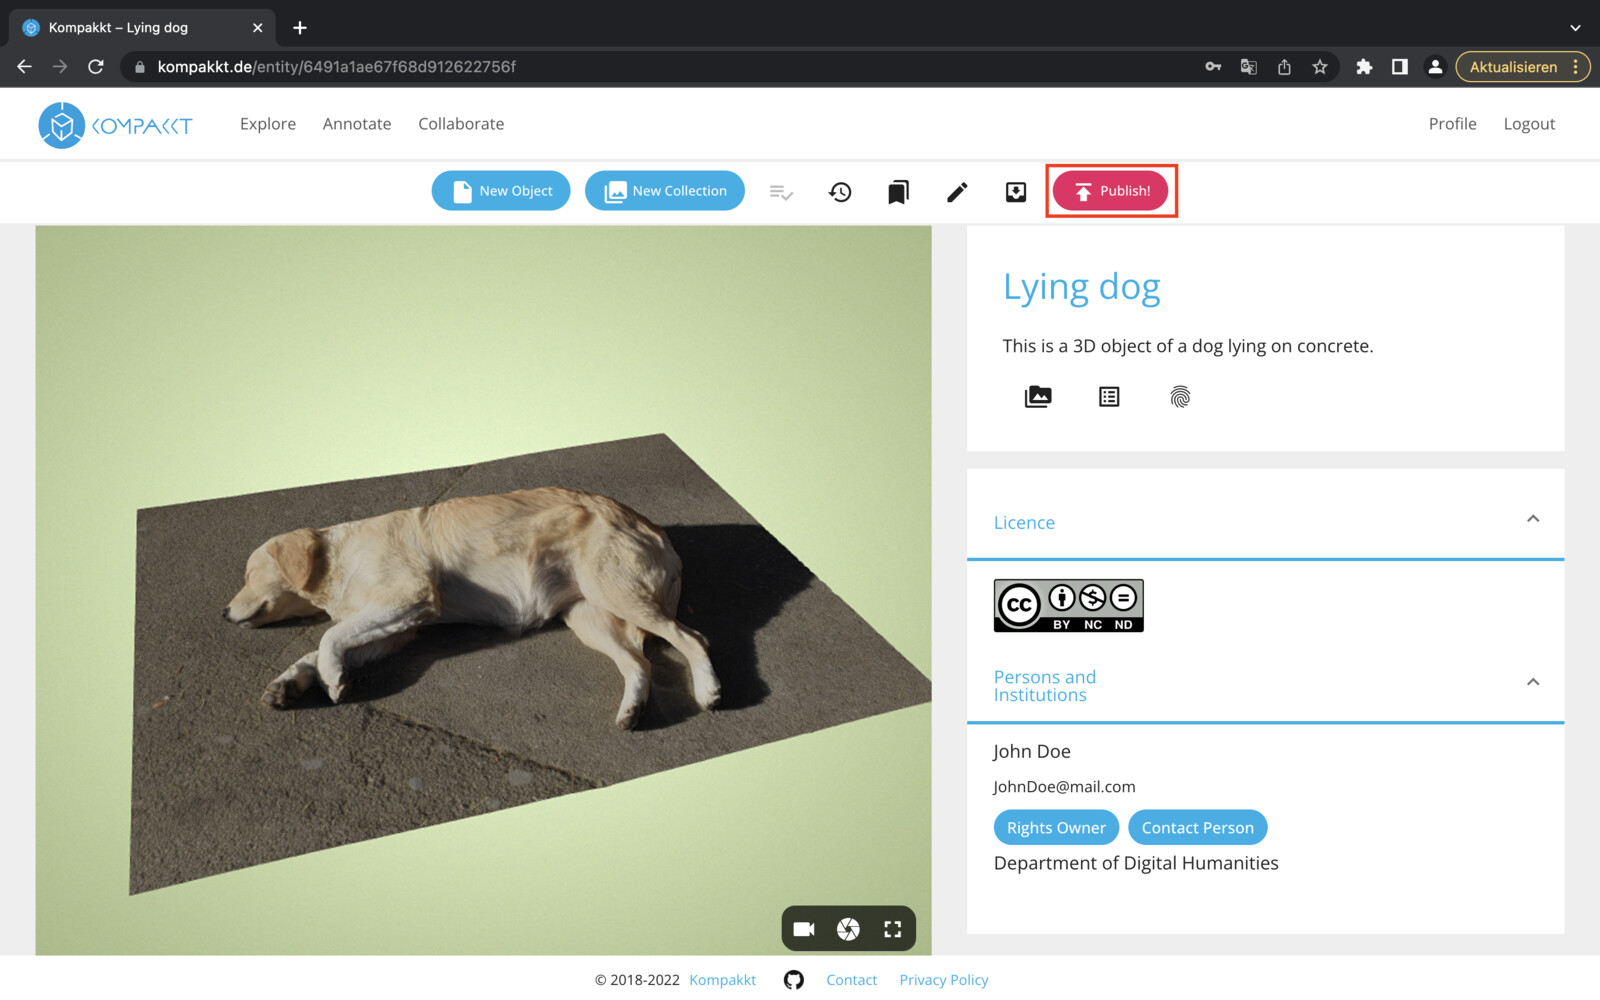 Kompakkt – Lying dog
kompakkt.de/entity/6491a1ae67f68d912622756f
Aktualisieren
KOMPAKKT
Explore
Annotate
Collaborate
Profile
Logout
New Object
New Collection
Publish!
Lying dog
This is a 3D object of a dog lying on concrete.
Licence
cc
BY NC ND
Persons and
Institutions
John Doe
JohnDoe@mail.com
Rights Owner
Contact Person
Department of Digital Humanities
© 2018-2022 Kompakkt
Contact
Privacy Policy